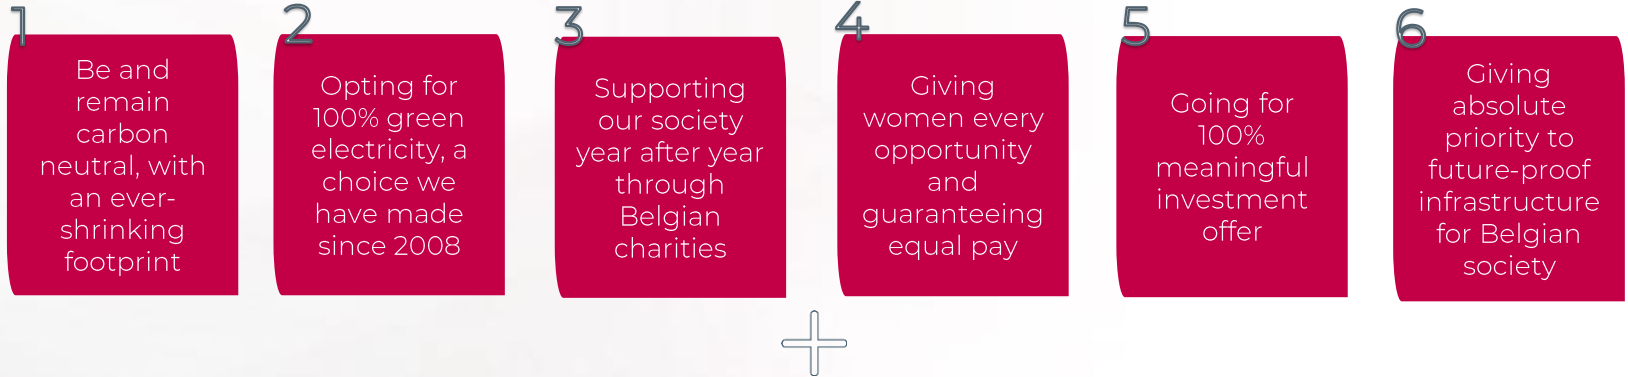 1
Be and
remain
carbon
neutral, with
an ever-
shrinking
footprint
2
Opting for
100% green
electricity, a
choice we
have made
since 2008
3
Supporting
our society
year after year
through
Belgian
charities
4
Giving
women every
opportunity
and
guaranteeing
equal pay
5
Going for
100%
meaningful
investment
offer
6
Giving
absolute
priority to
future-proof
infrastructure
for Belgian
society
+